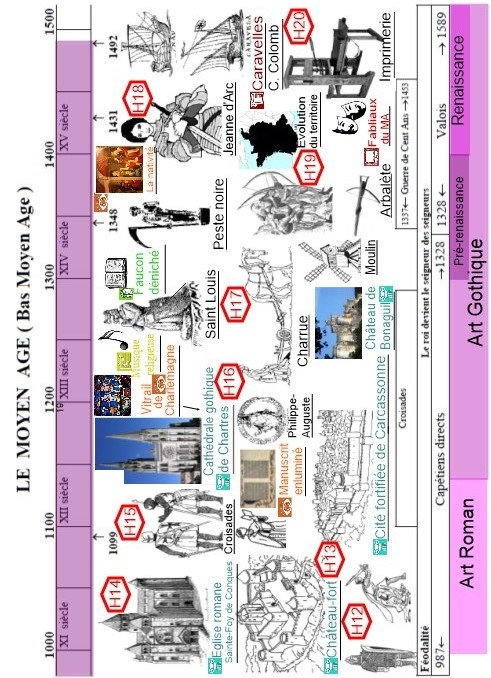 LE MOYEN AGE ( Bas Moyen Age )
1000
1100
1200
1300
1400
1500
XI siècle
XII siècle
19
XIII siècle
XIV siècle
XV siècle
1099
1348
1431
1492
H14
Eglise romane
Sainte-Foy de Conques
H15
Croisades
Cathédrale gothique
de Chartres
H16
Vitrail
de
Charlemagne
Musique
religieuse
Faucon
déniché
Saint Louis
H17
Peste noire
La nativité
H18
Jeanne d'Arc
Caravelles
C. Colomb
CARAVELLE
H20
Château-fort
H13
Manuscrit
enluminé
Philippe-
Auguste
Charrue
H19
Evolution
du territoire
Imprimerie
H12
Cité fortifiée de Carcassonne
Château de
Bonaguil
Moulin
Arbalète
Fabliaux
du MA
Croisades
1337← Guerre de Cent Ans →1453
Féodalité
Le roi devient le seigneur des seigneurs
987←
Capétiens directs
→1328
1328 ←
Valois
→ 1589
Art Roman
Pré-renaissance
Renaissance
Art Gothique